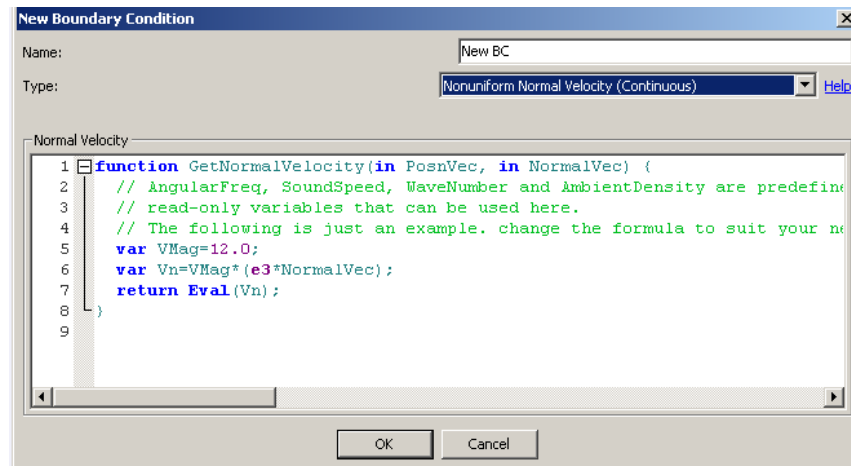 New Boundary Condition
Name: New BC
Type: Nonuniform Normal Velocity (Continuous) Help
Normal Velocity
1 function GetNormalVelocity(in PosnVec, in NormalVec) {
2 // AngularFreq, SoundSpeed, WaveNumber and AmbientDensity are predefine
3 // read-only variables that can be used here.
4 // The following is just an example. change the formula to suit your ne
5 var VMag=12.0;
6 var Vn=VMag*(e3*NormalVec);
7 return Eval(Vn);
8 }
9
OK Cancel